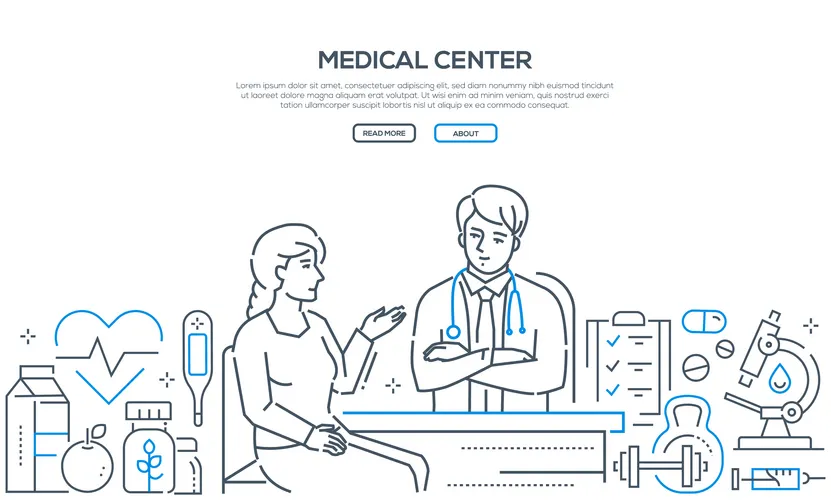 MEDICAL CENTER
Lorem ipsum dolor sit amet, consectetuer adipiscing elit, sed diam nonummy nibh euismod tincidunt
ut laoreet dolore magna aliquam erat volutpat. Ut wisi enim ad minim veniam, quis nostrud exerci
tation ullamcorper suscipit lobortis nisl ut aliquip ex ea commodo consequat.
READ MORE
ABOUT